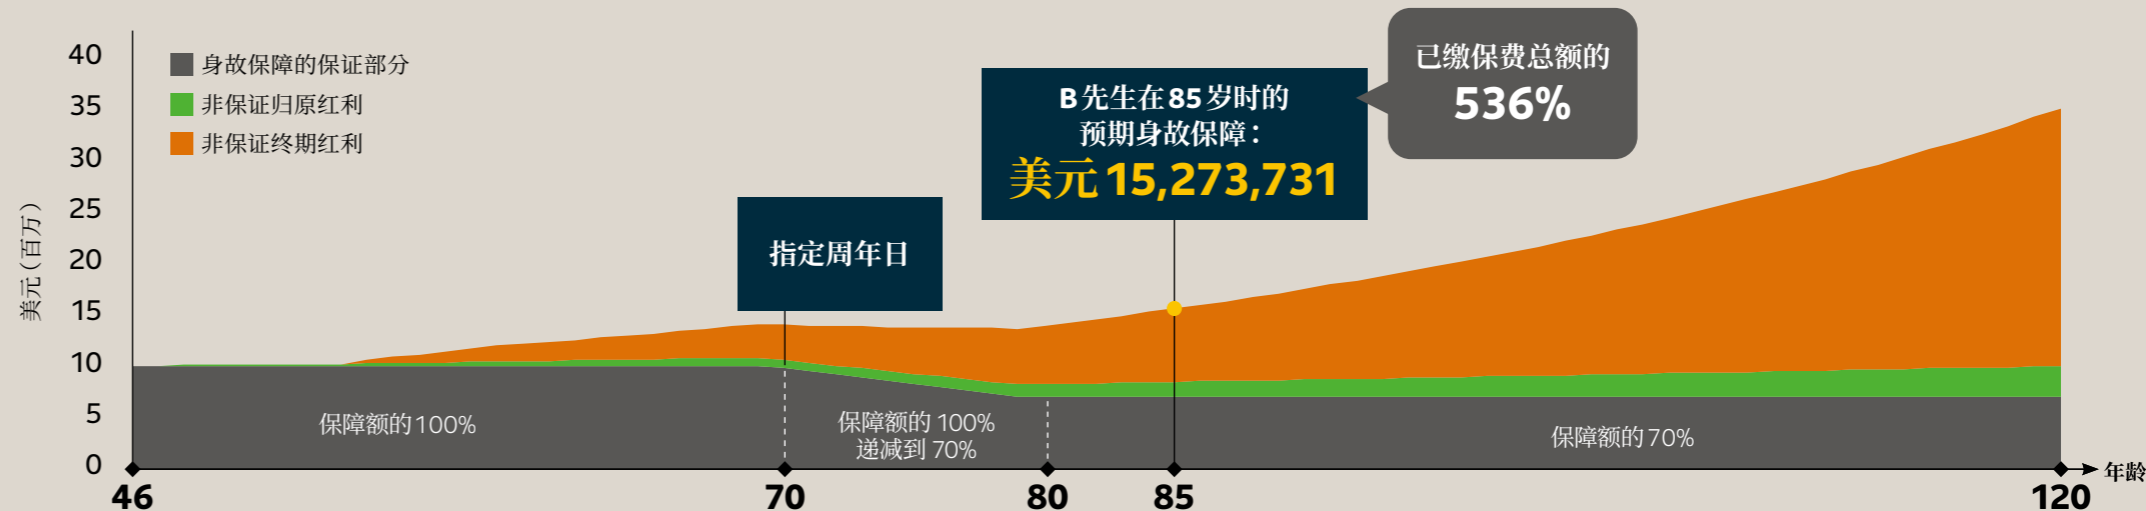 美元（百万）
40
35
30
25
20
15
10
5
0
身故保障的保证部分
非保证归原红利
非保证终期红利
指定周年日
B先生在85岁时的
预期身故保障：
美元15,273,731
已缴保费总额的
536%
保障额的100%
保障额的 100%
递减到 70%
保障额的70%
46
70
80
85
120
年龄